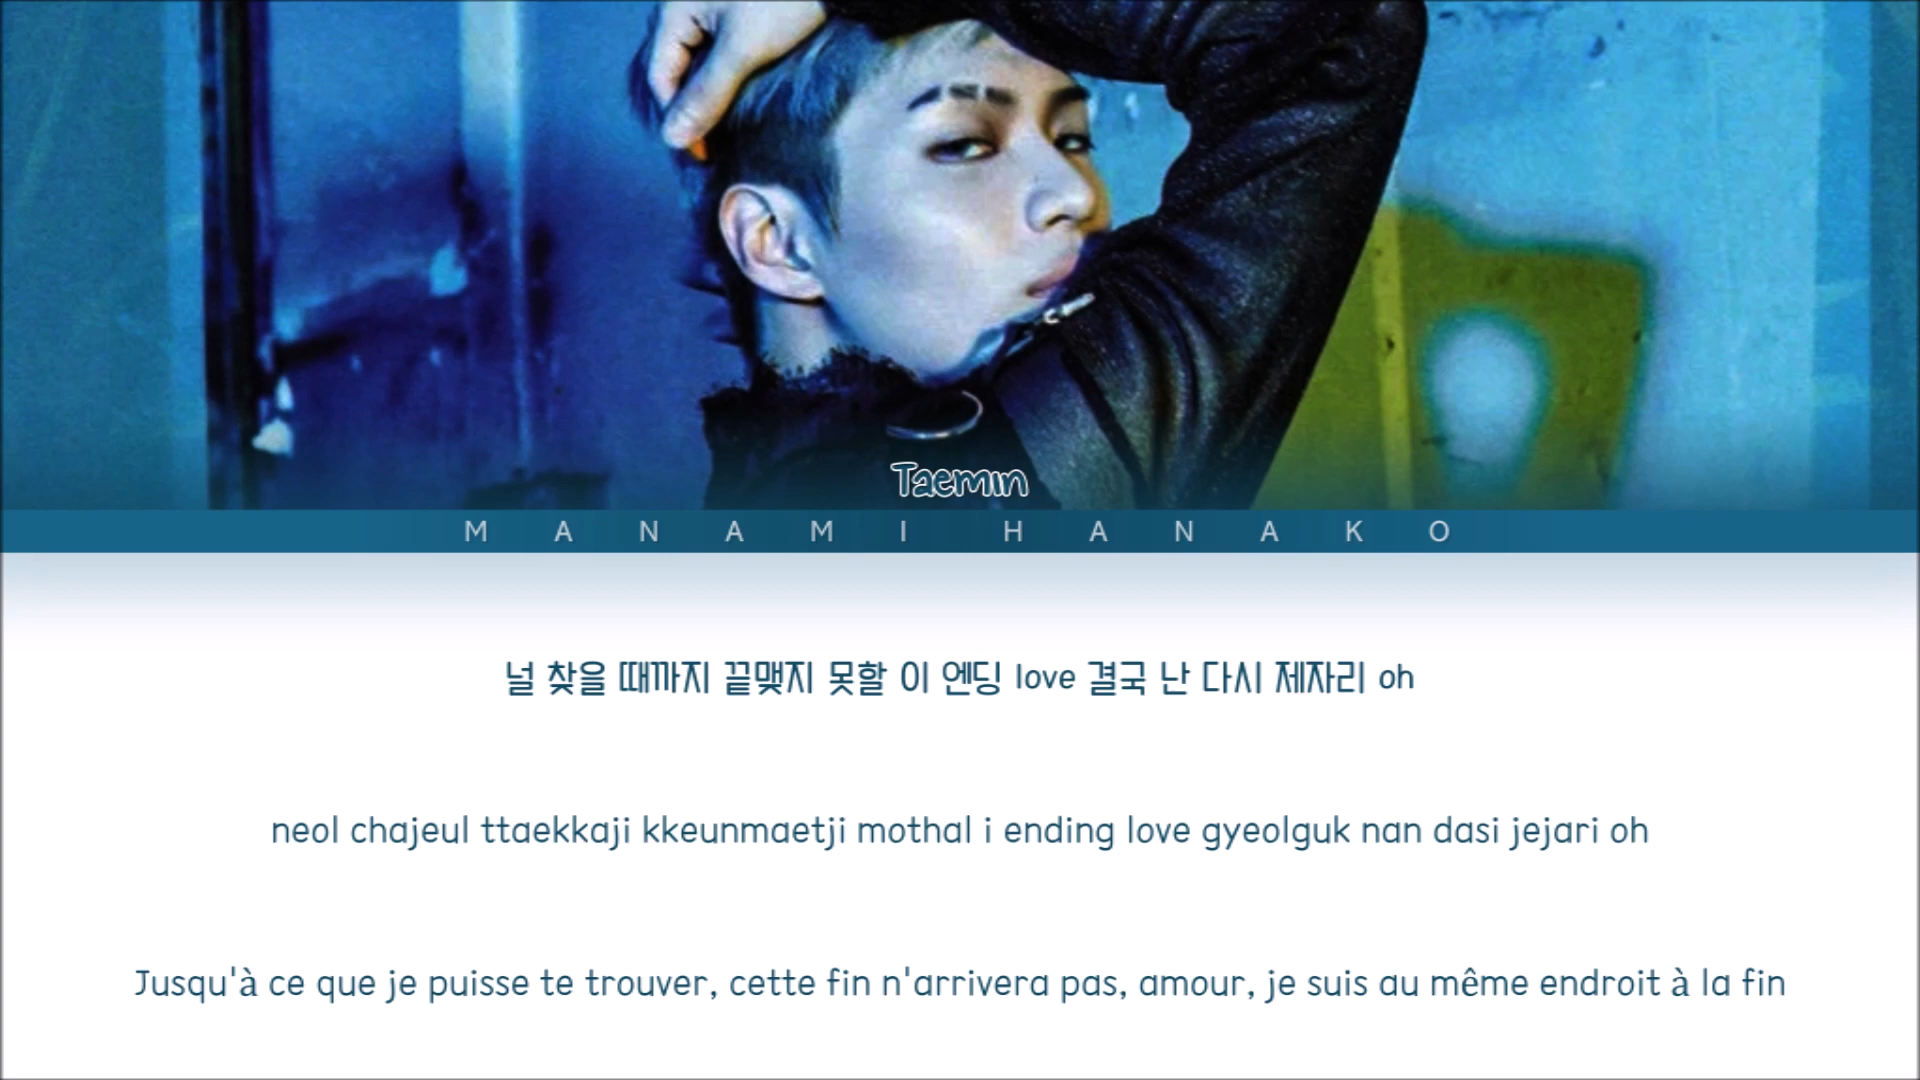 Taemin
MANAMI HANAKO
널 찾을 때까지 끝맺지 못할 이 엔딩 love 결국 난 다시 제자리 oh
neol chajeul ttaekkaji kkeunmaetji mothal i ending love gyeolguk nan dasi jejari oh
Jusqu'à ce que je puisse te trouver, cette fin n'arrivera pas, amour, je suis au même endroit à la fin